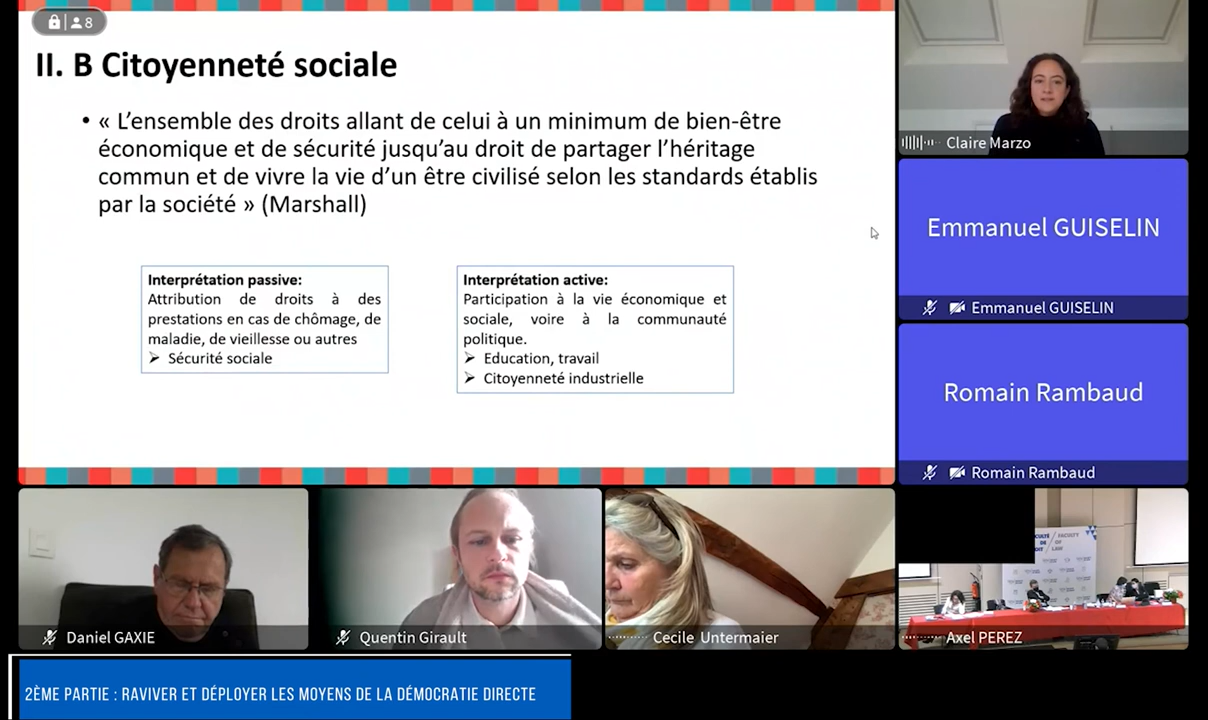 8
II. B Citoyenneté sociale
• « L’ensemble des droits allant de celui à un minimum de bien-être
économique et de sécurité jusqu’au droit de partager l’héritage
commun et de vivre la vie d’un être civilisé selon les standards établis
par la société » (Marshall)
Interprétation passive:
Attribution de droits à des
prestations en cas de chômage, de
maladie, de vieillesse ou autres
➢ Sécurité sociale
Interprétation active:
Participation à la vie économique et
sociale, voire à la communauté
politique.
➢ Education, travail
➢ Citoyenneté industrielle
Claire Marzo
Emmanuel GUISELIN
Emmanuel GUISELIN
Romain Rambaud
Romain Rambaud
Daniel GAXIE
Quentin Girault
Cecile Untermaier
FACULTY
OF
LAW
Axel PEREZ
2ÈME PARTIE : RAVIVER ET DÉPLOYER LES MOYENS DE LA DÉMOCRATIE DIRECTE